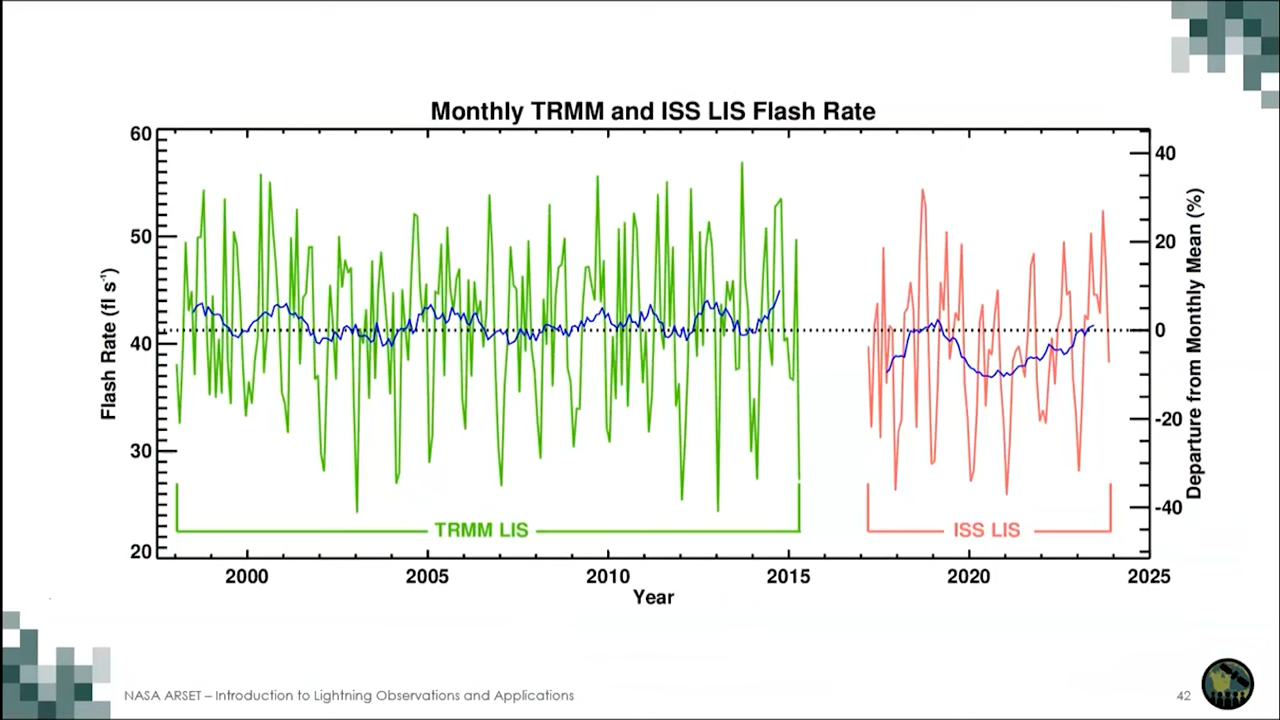 Monthly TRMM and ISS LIS Flash Rate
60
50
40
30
20
Flash Rate (fl s⁻¹)
40
20
0
-20
-40
Departure from Monthly Mean (%)
TRMM LIS
ISS LIS
2000 2005 2010 2015 2020 2025
Year
NASA ARSET – Introduction to Lightning Observations and Applications
42